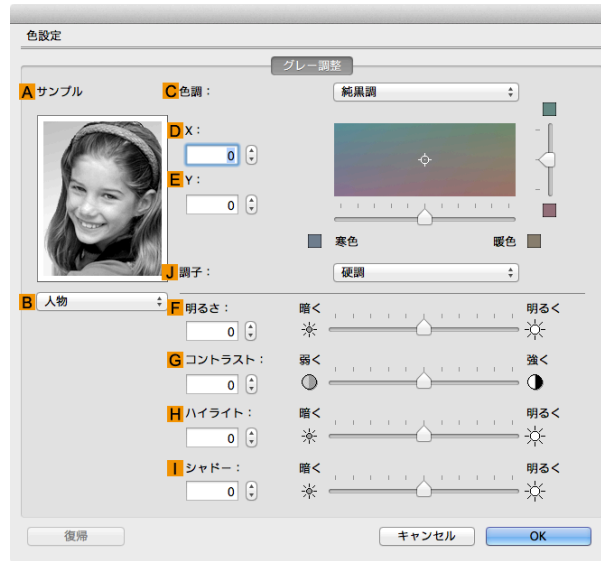 色設定
グレー調整
A サンプル
C 色調：
純黒調
D X：
0
E Y：
0
寒色
暖色
J 調子：
硬調
B 人物
F 明るさ：
暗く
明るく
0
G コントラスト：
弱く
強く
0
H ハイライト：
暗く
明るく
0
I シャドー：
暗く
明るく
0
復帰
キャンセル
OK